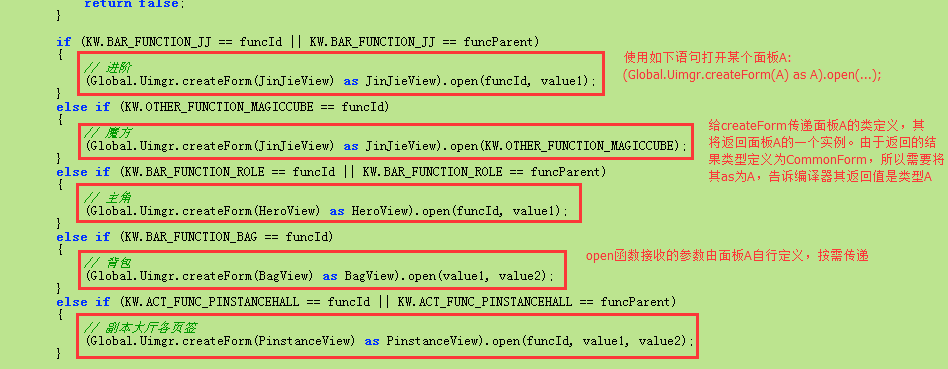 return false;
}
if (KW.BAR_FUNCTION_JJ == funcId || KW.BAR_FUNCTION_JJ == funcParent)
{
// 进阶
(Global.Uimgr.createForm(JinJieView) as JinJieView).open(funcId, value1);
使用如下语句打开某个面板A:
(Global.Uimgr.createForm(A) as A).open(...);
}
else if (KW.OTHER_FUNCTION_MAGICCUBE == funcId)
{
// 魔方
(Global.Uimgr.createForm(JinJieView) as JinJieView).open(KW.OTHER_FUNCTION_MAGICCUBE);
给createForm传递面板A的类定义，其
将返回面板A的一个实例。由于返回的结
果类型定义为CommonForm，所以需要将
其as为A，告诉编译器其返回值是类型A
}
else if (KW.BAR_FUNCTION_ROLE == funcId || KW.BAR_FUNCTION_ROLE == funcParent)
{
// 主角
(Global.Uimgr.createForm(HeroView) as HeroView).open(funcId, value1);
}
else if (KW.BAR_FUNCTION_BAG == funcId)
{
// 背包
(Global.Uimgr.createForm(BagView) as BagView).open(value1, value2);
open函数接收的参数由面板A自行定义，按需传递
}
else if (KW.ACT_FUNC_PINSTANCEHALL == funcId || KW.ACT_FUNC_PINSTANCEHALL == funcParent)
{
// 副本大厅各页签
(Global.Uimgr.createForm(PinstanceView) as PinstanceView).open(funcId, value1, value2);
}